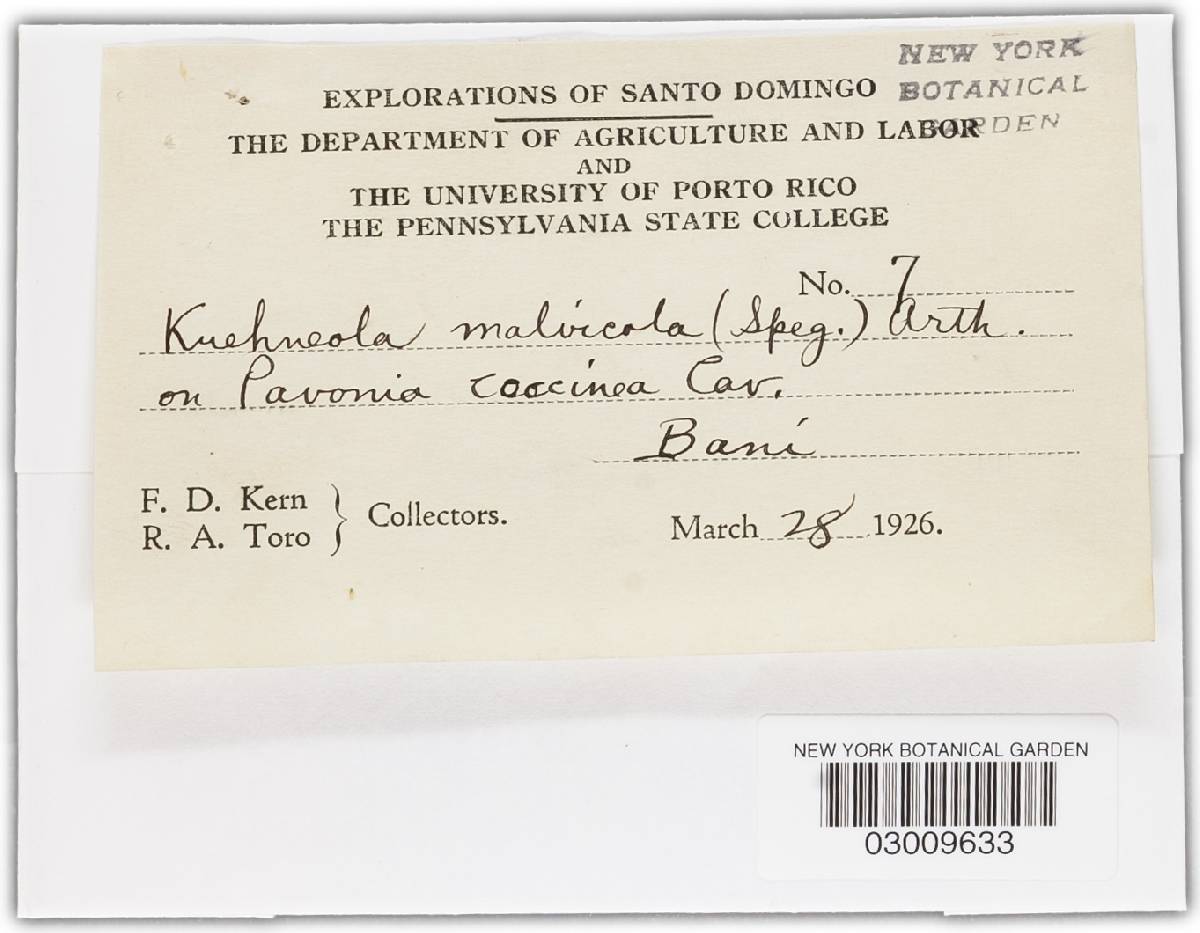 NEW YORK
BOTANICAL
GARDEN
EXPLORATIONS OF SANTO DOMINGO
THE DEPARTMENT OF AGRICULTURE AND LABOR
AND
THE UNIVERSITY OF PORTO RICO
THE PENNSYLVANIA STATE COLLEGE
No. 7
Kuehneola malvicola (Speg.) Arth.
on Pavonia coccinea Cav.
Bani
F. D. Kern
R. A. Toro
} Collectors.
March 28 1926.
NEW YORK BOTANICAL GARDEN
03009633